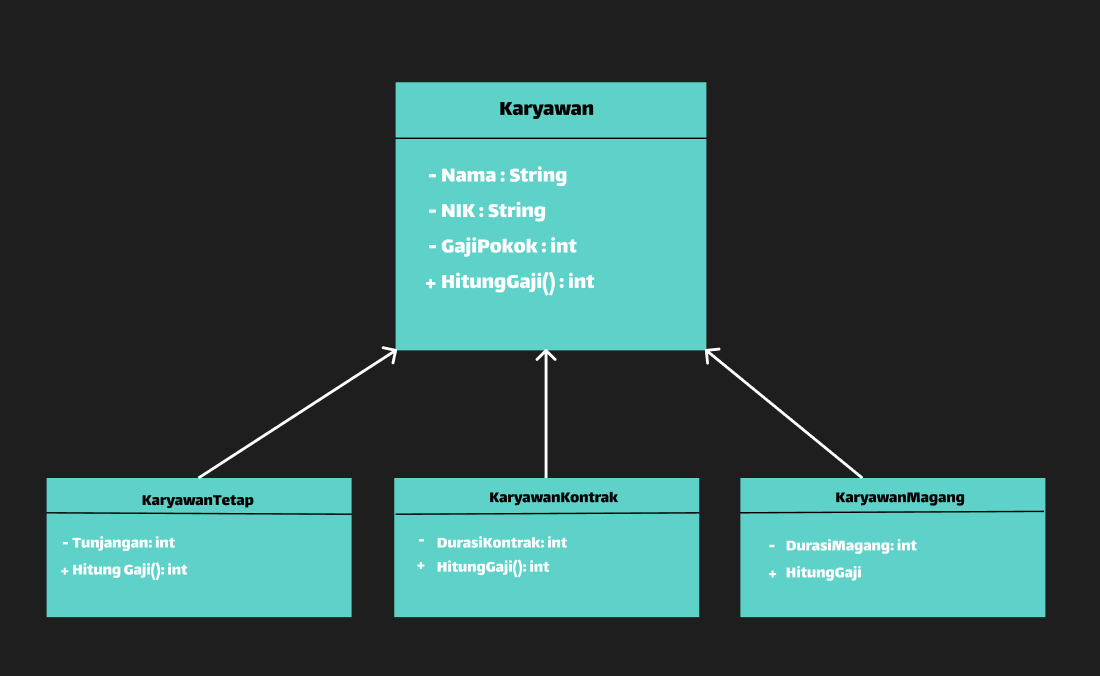 Karyawan
- Nama : String
- NIK : String
- GajiPokok : int
+ HitungGaji() : int
KaryawanTetap
- Tunjangan: int
+ Hitung Gaji(): int
KaryawanKontrak
- DurasiKontrak: int
+ HitungGaji(): int
KaryawanMagang
- DurasiMagang: int
+ HitungGaji